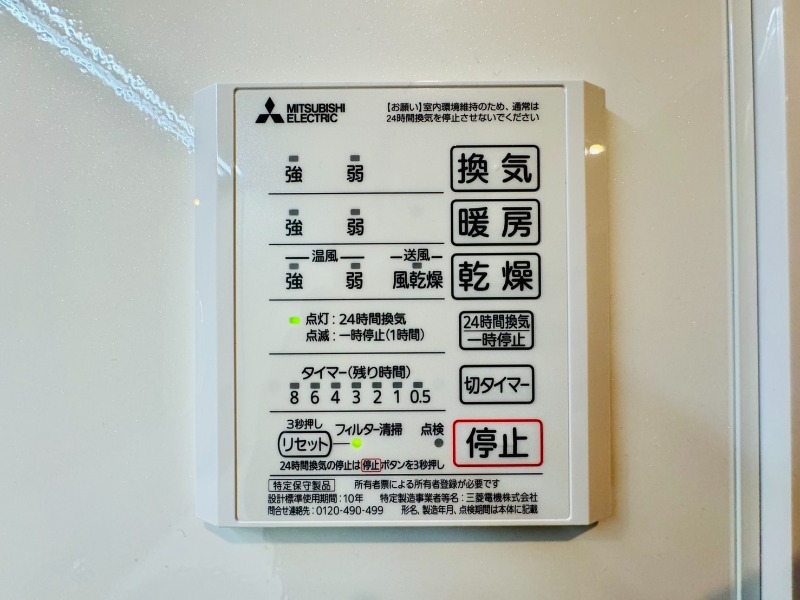 MITSUBISHI
ELECTRIC
【お願い】室内環境維持のため、通常は
24時間換気を停止させないでください
強 弱 換気
強 弱 暖房
温風 送風
強 弱 風乾燥 乾燥
点灯:24時間換気
点滅:一時停止(1時間)
24時間換気
一時停止
タイマー(残り時間)
8 6 4 3 2 1 0.5
切タイマー
3秒押し
リセット フィルター清掃 点検
停止
24時間換気の停止は停止ボタンを3秒押し
特定保守製品 所有者票による所有者登録が必要です
設計標準使用期間:10年 特定製造事業者等名:三菱電機株式会社
問合せ連絡先:0120-490-499 形名、製造年月、点検期間は本体に記載